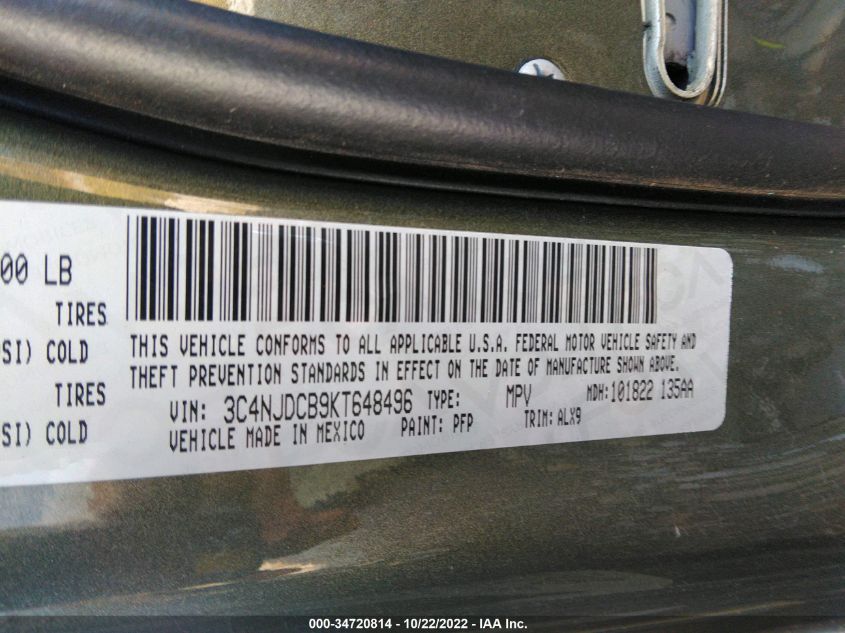 00 LB
TIRES
SI) COLD
TIRES
SI) COLD
THIS VEHICLE CONFORMS TO ALL APPLICABLE U.S.A. FEDERAL MOTOR VEHICLE SAFETY AND
THEFT PREVENTION STANDARDS IN EFFECT ON THE DATE OF MANUFACTURE SHOWN ABOVE.
VIN: 3C4NJDCB9KT648496 TYPE: MPV MDH: 101822 135AA
VEHICLE MADE IN MEXICO PAINT: PFP TRIM: ALX9
000-34720814 - 10/22/2022 - IAA Inc.